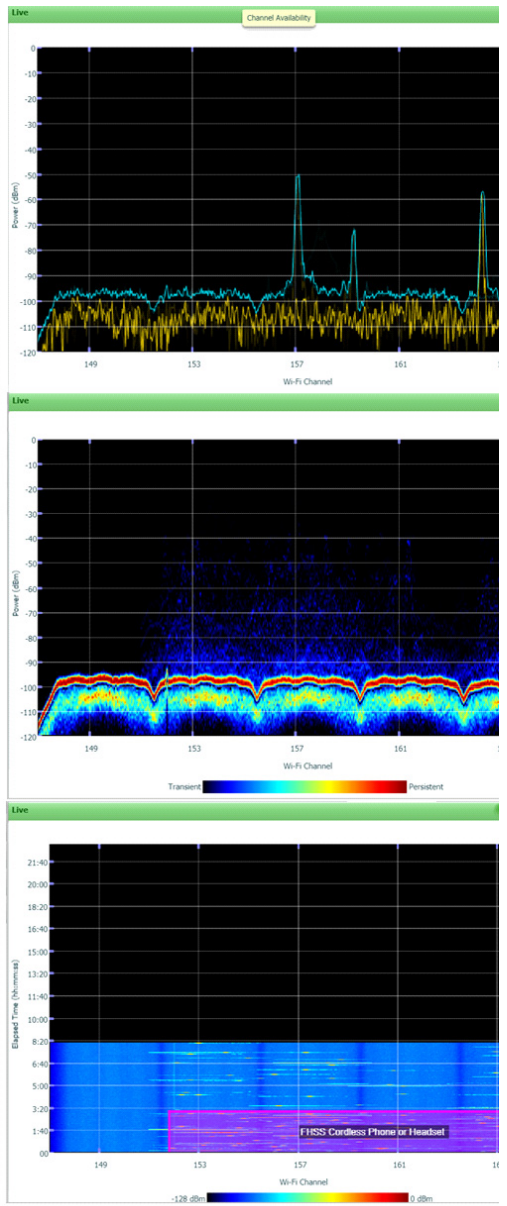 Live
Channel Availability
0
-10
-20
-30
-40
-50
-60
-70
-80
-90
-100
-110
-120
Power (dBm)
149 153 157 161
Wi-Fi Channel
Live
0
-10
-20
-30
-40
-50
-60
-70
-80
-90
-100
-110
-120
Power (dBm)
149 153 157 161
Wi-Fi Channel
Transient Persistent
Live
21:40
20:00
18:20
16:40
15:00
13:20
11:40
10:00
8:20
6:40
5:00
3:20
1:40
00
Elapsed Time (hh:mm:ss)
FHSS Cordless Phone or Headset
149 153 157 161
Wi-Fi Channel
-128 dBm 0 dBm